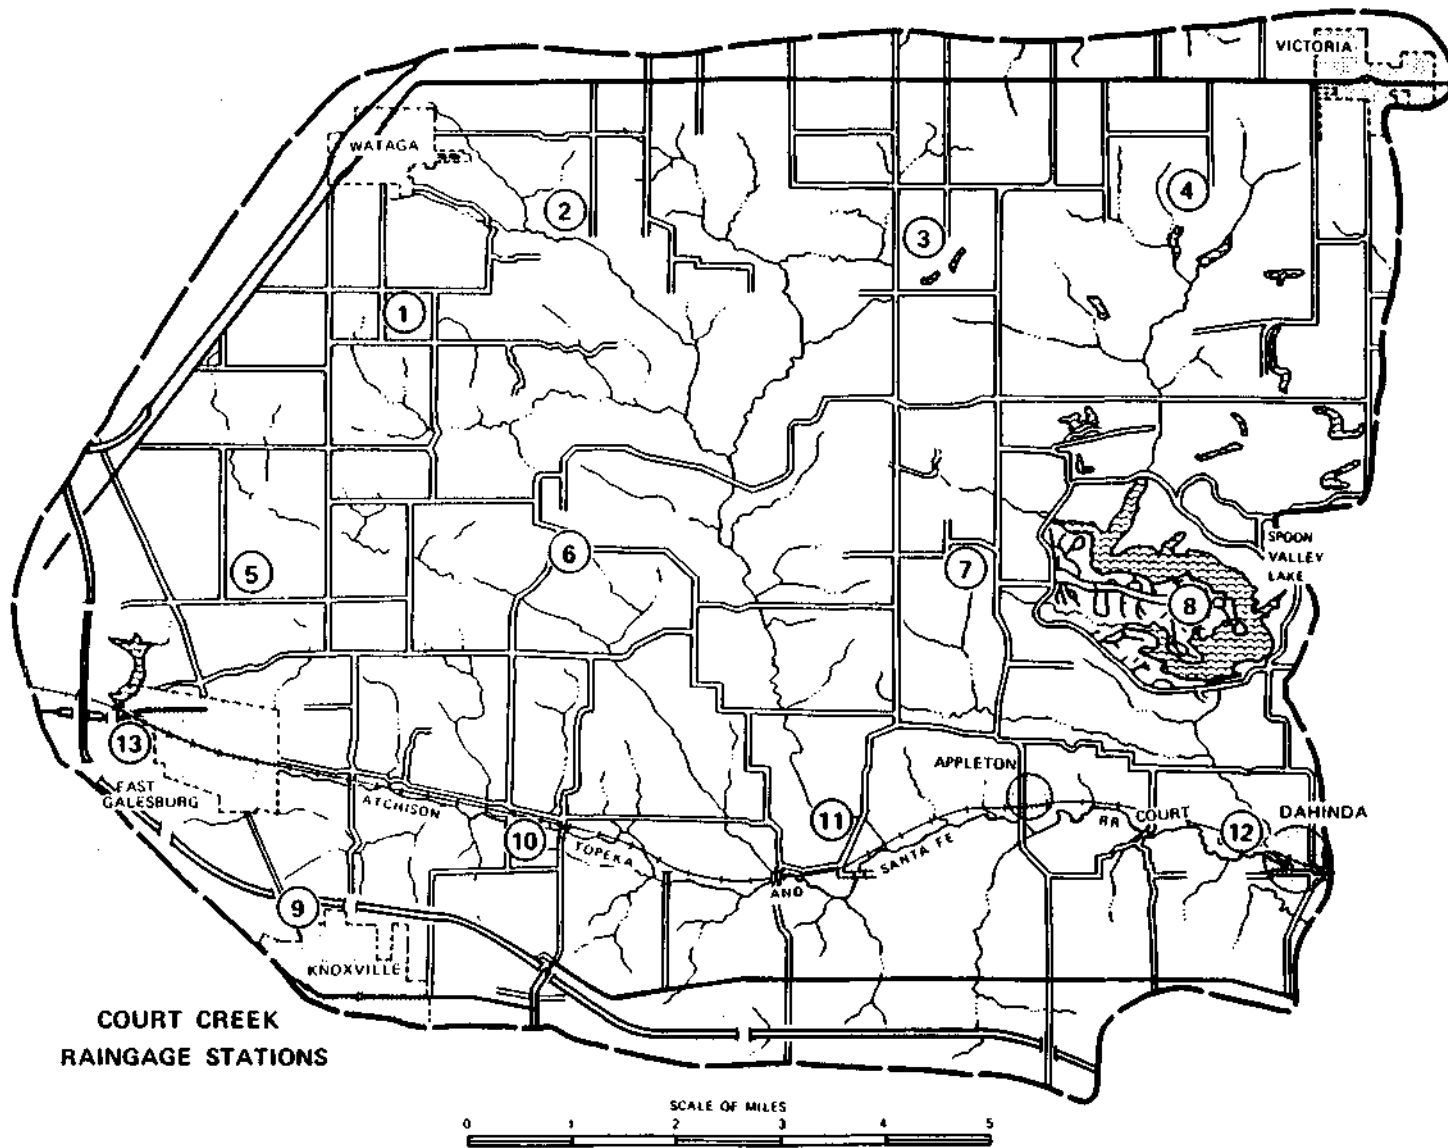 VICTORIA
WATAGA
4
2
3
1
SPOON
VALLEY
LAKE
6
7
5
8
13
APPLETON
EAST
GALESBURG
ATCHISON
11
RR
COURT
DAHINDA
12
10
TOPEKA
SANTA FE
AND
9
KNOXVILLE
COURT CREEK
RAINGAGE STATIONS
SCALE OF MILES
0 1 2 3 4 5